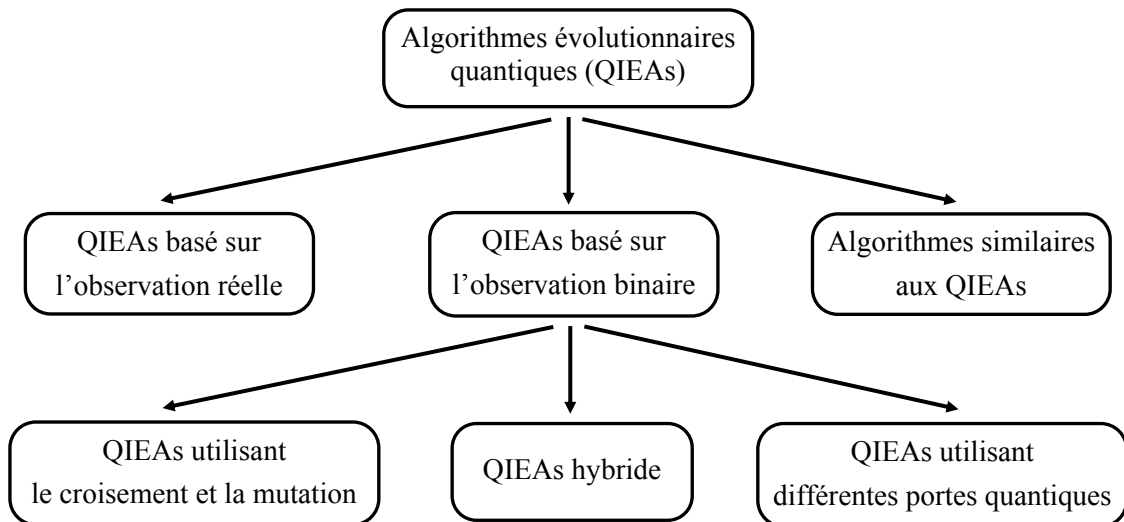 Algorithmes évolutionnaires
quantiques (QIEAs)
QIEAs basé sur
l’observation réelle
QIEAs basé sur
l’observation binaire
Algorithmes similaires
aux QIEAs
QIEAs utilisant
le croisement et la mutation
QIEAs hybride
QIEAs utilisant
différentes portes quantiques